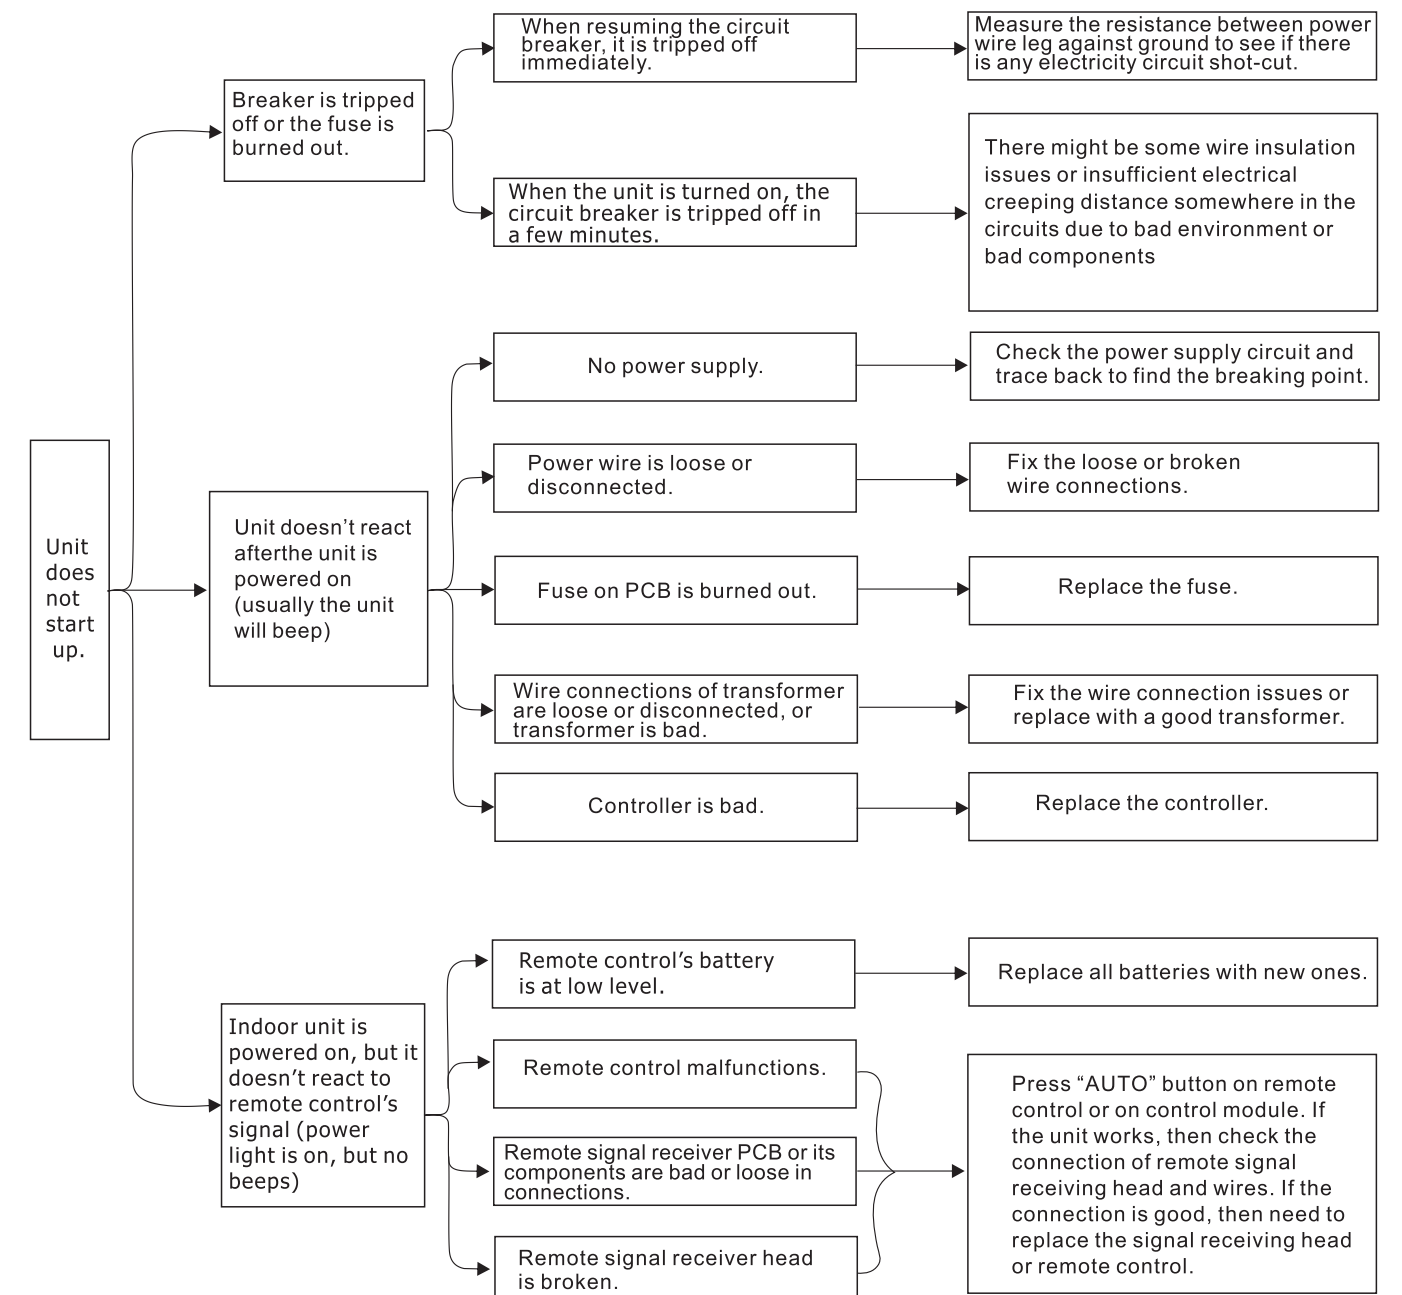 Unit
does
not
start
up.
Breaker is tripped
off or the fuse is
burned out.
When resuming the circuit
breaker, it is tripped off
immediately.
Measure the resistance between power
wire leg against ground to see if there
is any electricity circuit shot-cut.
When the unit is turned on, the
circuit breaker is tripped off in
a few minutes.
There might be some wire insulation
issues or insufficient electrical
creeping distance somewhere in the
circuits due to bad environment or
bad components
Unit doesn’t react
afterthe unit is
powered on
(usually the unit
will beep)
No power supply.
Check the power supply circuit and
trace back to find the breaking point.
Power wire is loose or
disconnected.
Fix the loose or broken
wire connections.
Fuse on PCB is burned out.
Replace the fuse.
Wire connections of transformer
are loose or disconnected, or
transformer is bad.
Fix the wire connection issues or
replace with a good transformer.
Controller is bad.
Replace the controller.
Indoor unit is
powered on, but it
doesn’t react to
remote control’s
signal (power
light is on, but no
beeps)
Remote control’s battery
is at low level.
Replace all batteries with new ones.
Remote control malfunctions.
Remote signal receiver PCB or its
components are bad or loose in
connections.
Remote signal receiver head
is broken.
Press “AUTO” button on remote
control or on control module. If
the unit works, then check the
connection of remote signal
receiving head and wires. If the
connection is good, then need to
replace the signal receiving head
or remote control.